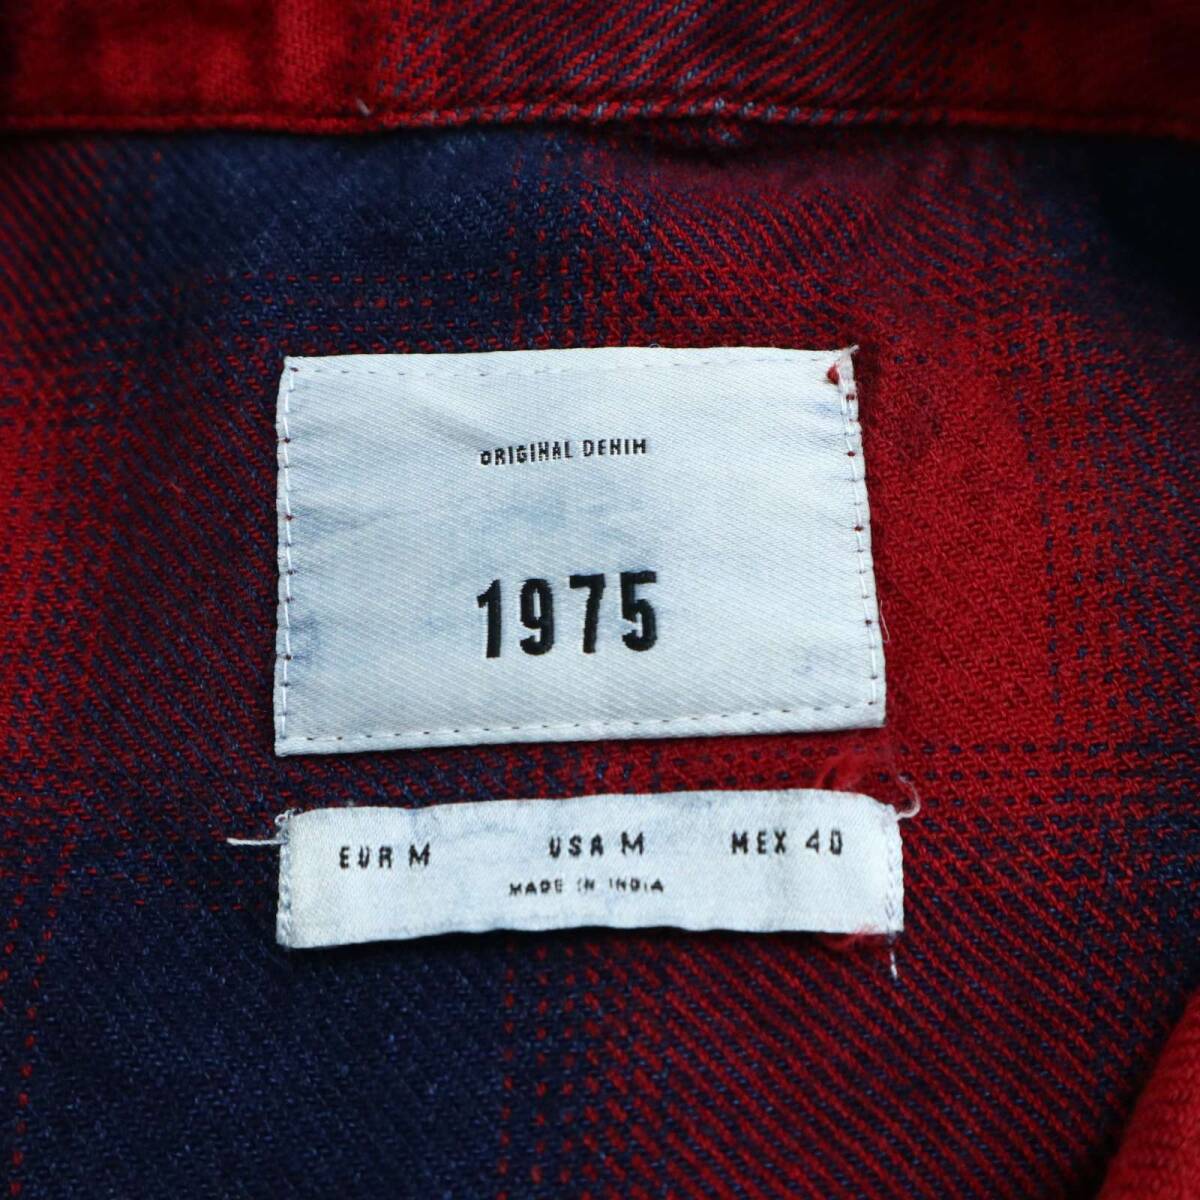 ORIGINAL DENIM
1975
EUR M USA M MEX 40
MADE IN INDIA